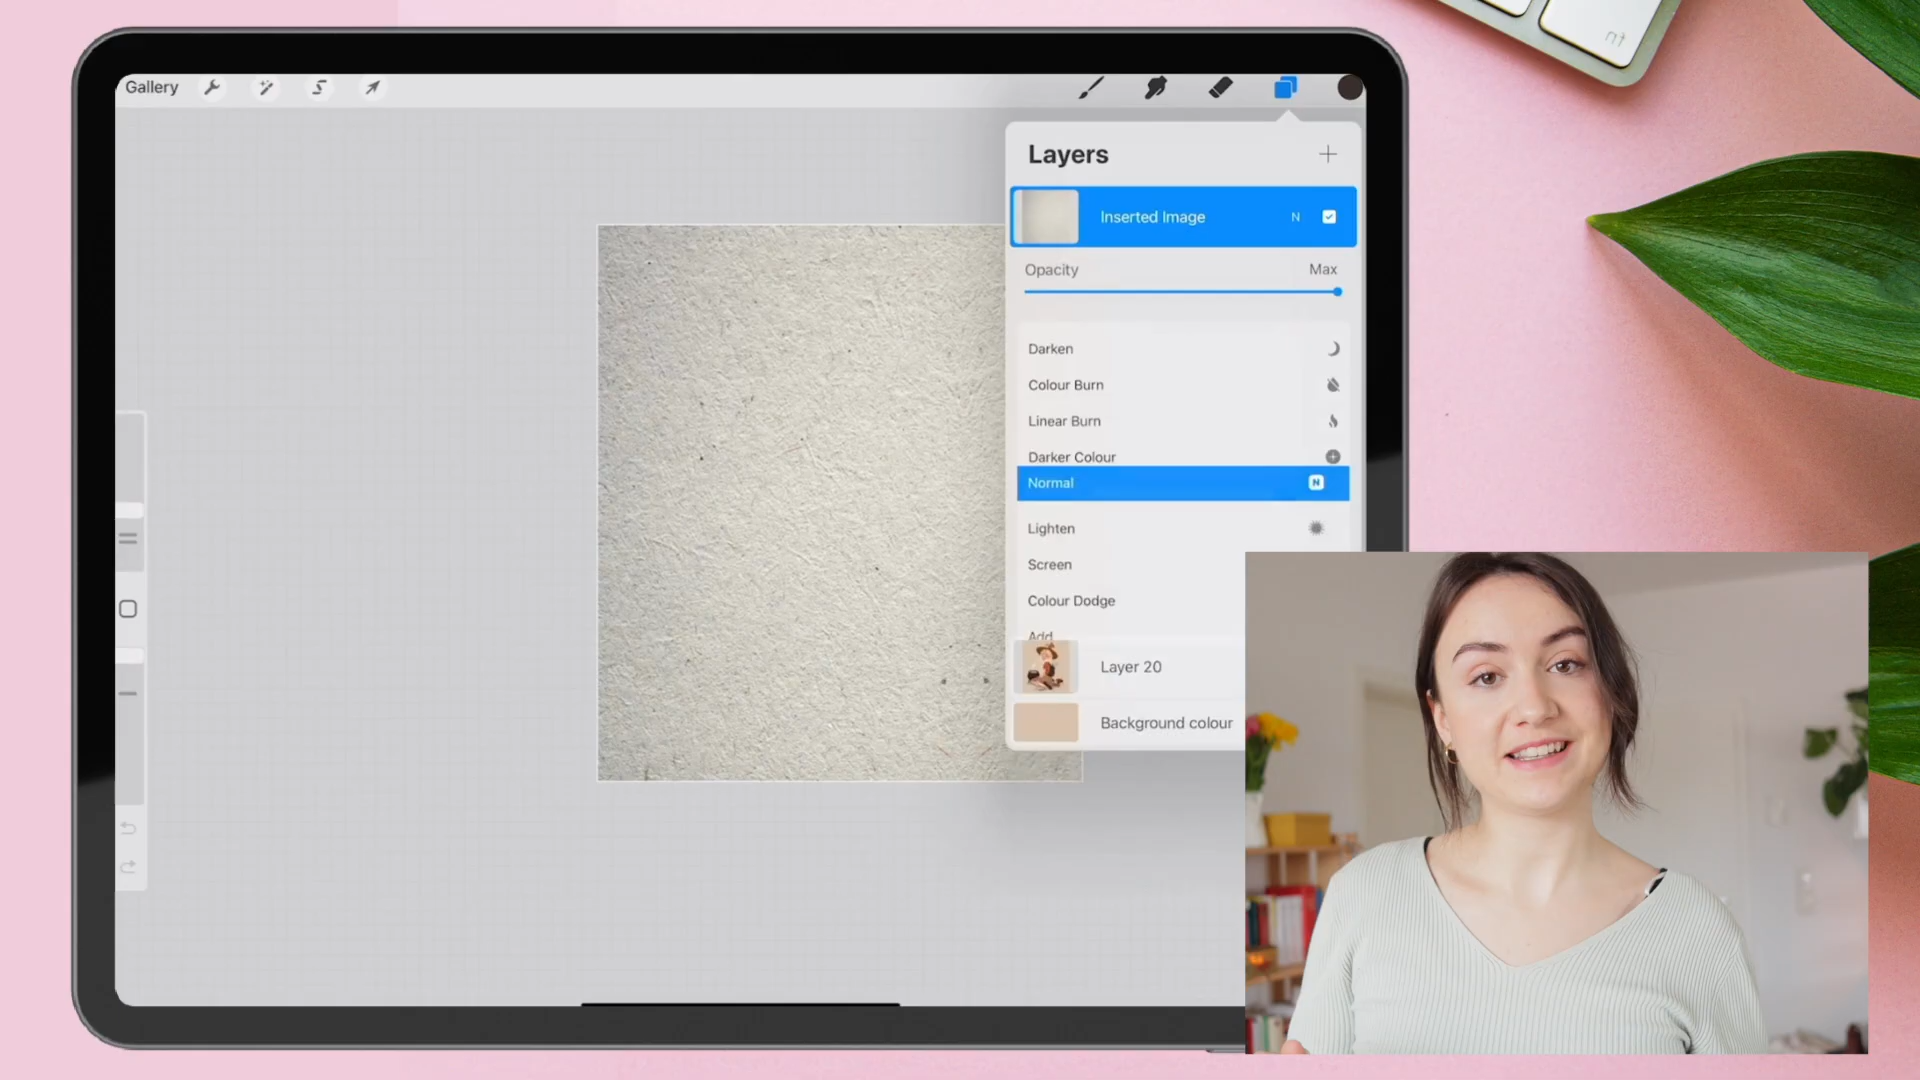 Gallery
Layers
Inserted Image N
Opacity Max
Darken
Colour Burn
Linear Burn
Darker Colour
Normal N
Lighten
Screen
Colour Dodge
Add
Layer 20
Background colour